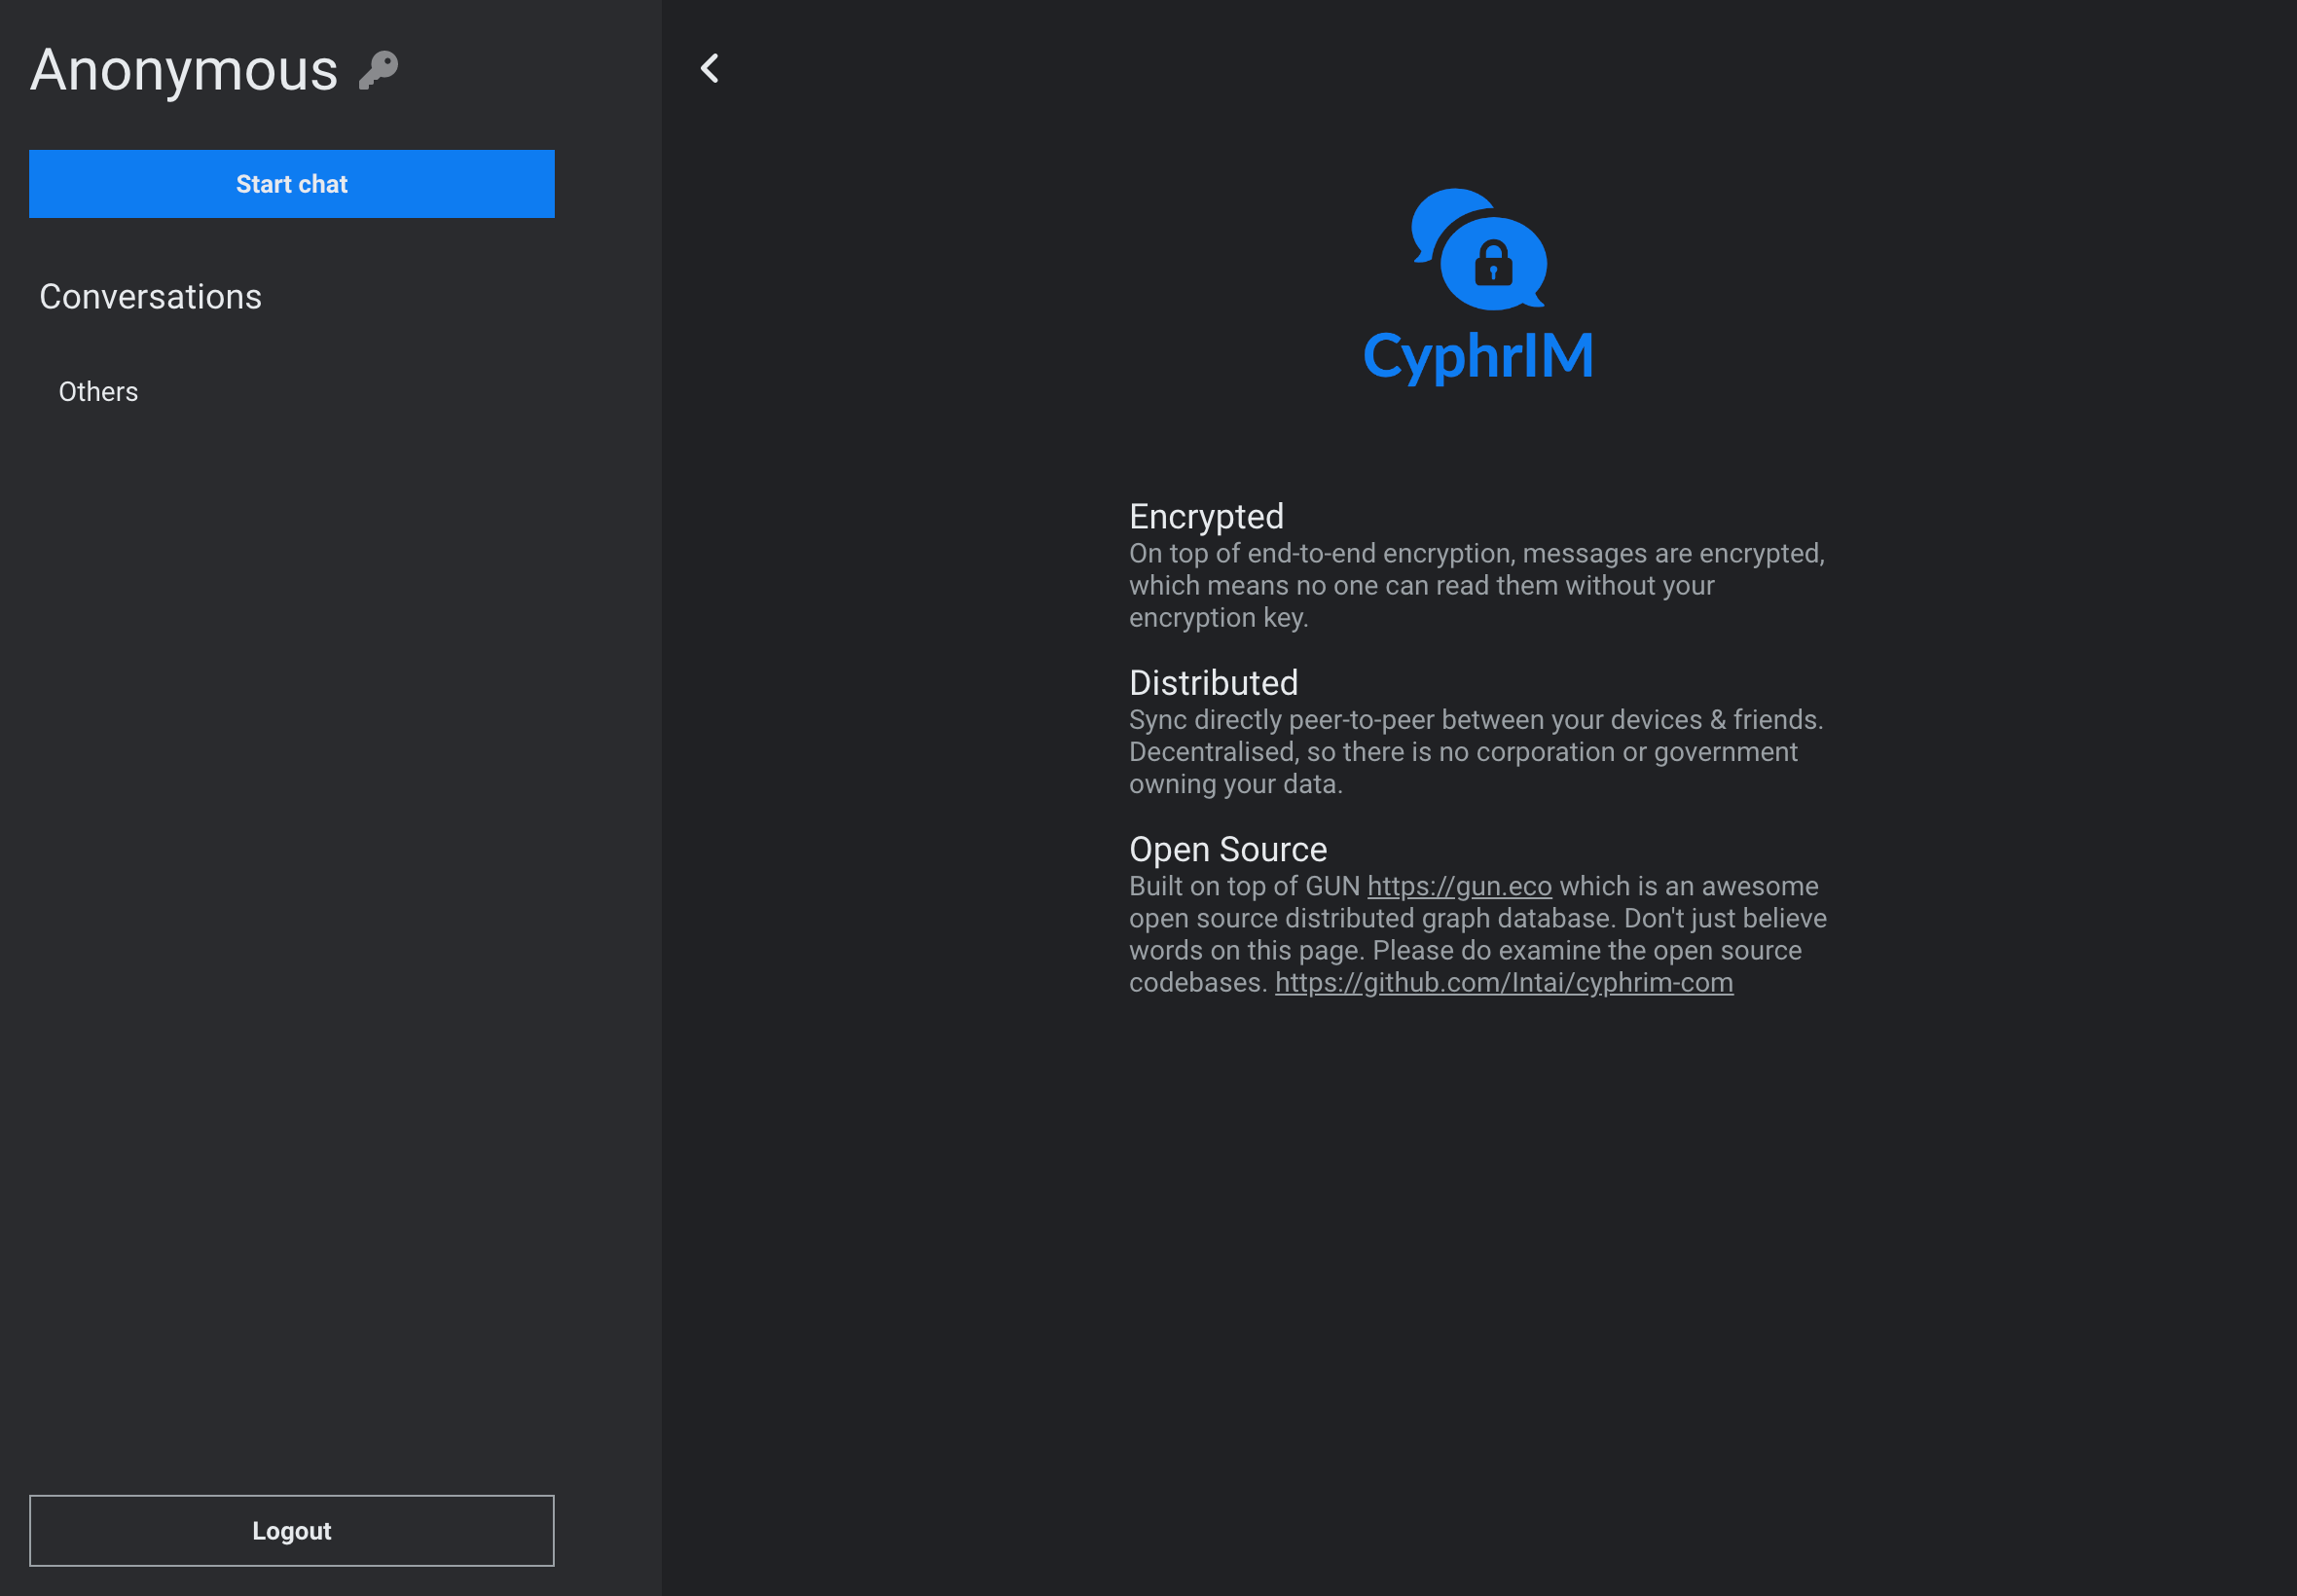 Anonymous
Start chat
Conversations
Others
Logout
CyphrIM
Encrypted
On top of end-to-end encryption, messages are encrypted,
which means no one can read them without your
encryption key.
Distributed
Sync directly peer-to-peer between your devices & friends.
Decentralised, so there is no corporation or government
owning your data.
Open Source
Built on top of GUN https://gun.eco which is an awesome
open source distributed graph database. Don't just believe
words on this page. Please do examine the open source
codebases. https://github.com/Intai/cyphrim-com